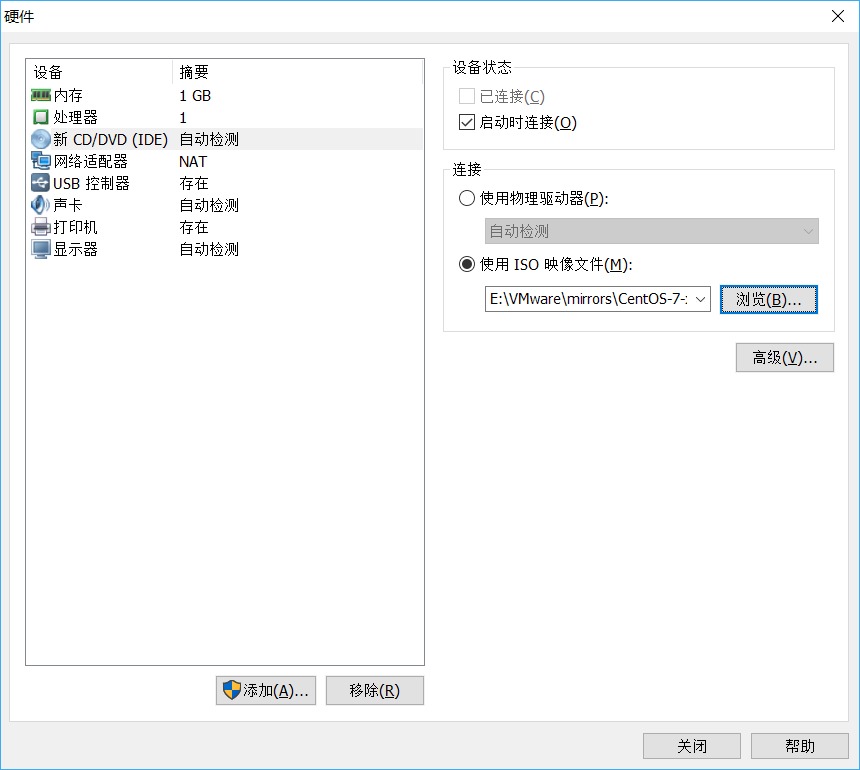 硬件
设备 摘要
内存 1 GB
处理器 1
新 CD/DVD (IDE) 自动检测
网络适配器 NAT
USB 控制器 存在
声卡 自动检测
打印机 存在
显示器 自动检测
添加(A)...
移除(R)
设备状态
已连接(C)
启动时连接(O)
连接
使用物理驱动器(P):
自动检测
使用 ISO 映像文件(M):
E:\VMware\mirrors\CentOS-7-
浏览(B)...
高级(V)...
关闭
帮助